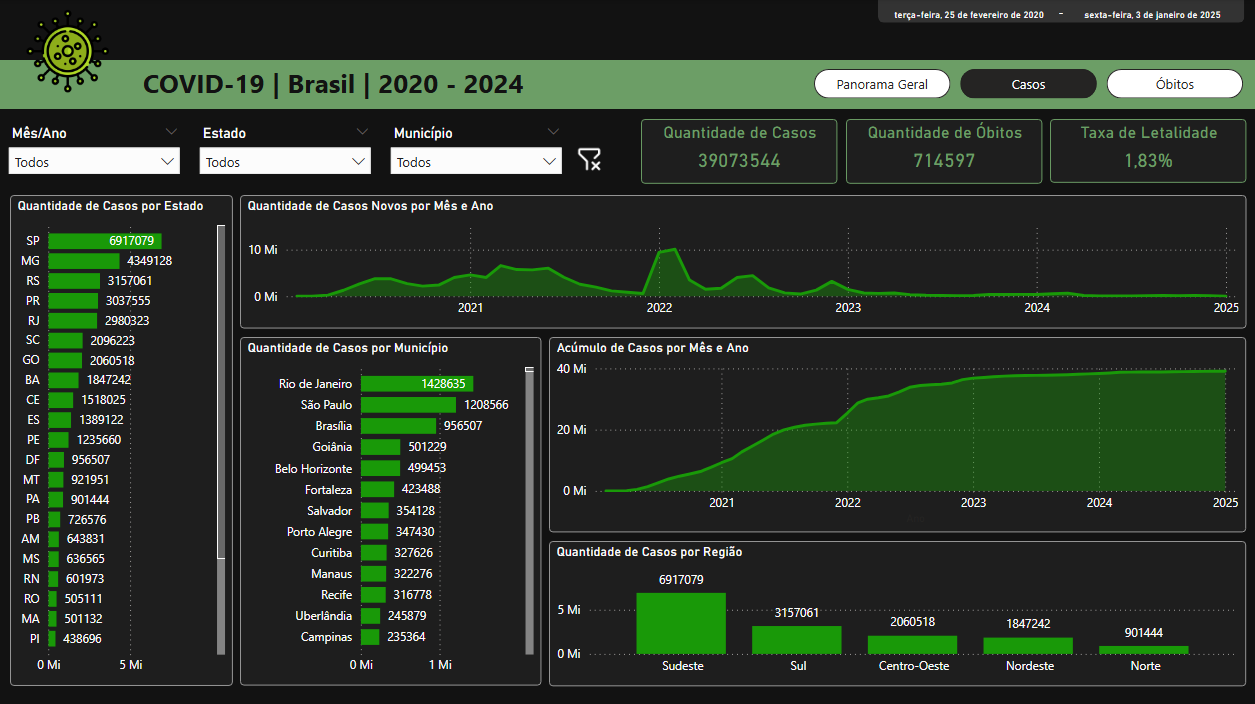 terça-feira, 25 de fevereiro de 2020 - sexta-feira, 3 de janeiro de 2025
COVID-19 | Brasil | 2020 - 2024
Panorama Geral
Casos
Óbitos
Mês/Ano
Todos
Estado
Todos
Município
Todos
Quantidade de Casos
39073544
Quantidade de Óbitos
714597
Taxa de Letalidade
1,83%
Quantidade de Casos por Estado
SP 6917079
MG 4349128
RS 3157061
PR 3037555
RJ 2980323
SC 2096223
GO 2060518
BA 1847242
CE 1518025
ES 1389122
PE 1235660
DF 956507
MT 921951
PA 901444
PB 726576
AM 643831
MS 636565
RN 601973
RO 505111
MA 501132
PI 438696
0 Mi 5 Mi
Quantidade de Casos Novos por Mês e Ano
10 Mi
0 Mi
2021 2022 2023 2024 2025
Quantidade de Casos por Município
Rio de Janeiro 1428635
São Paulo 1208566
Brasília 956507
Goiânia 501229
Belo Horizonte 499453
Fortaleza 423488
Salvador 354128
Porto Alegre 347430
Curitiba 327626
Manaus 322276
Recife 316778
Uberlândia 245879
Campinas 235364
0 Mi 1 Mi
Acúmulo de Casos por Mês e Ano
40 Mi
20 Mi
0 Mi
2021 2022 2023 2024 2025
Quantidade de Casos por Região
5 Mi
0 Mi
6917079 3157061 2060518 1847242 901444
Sudeste Sul Centro-Oeste Nordeste Norte